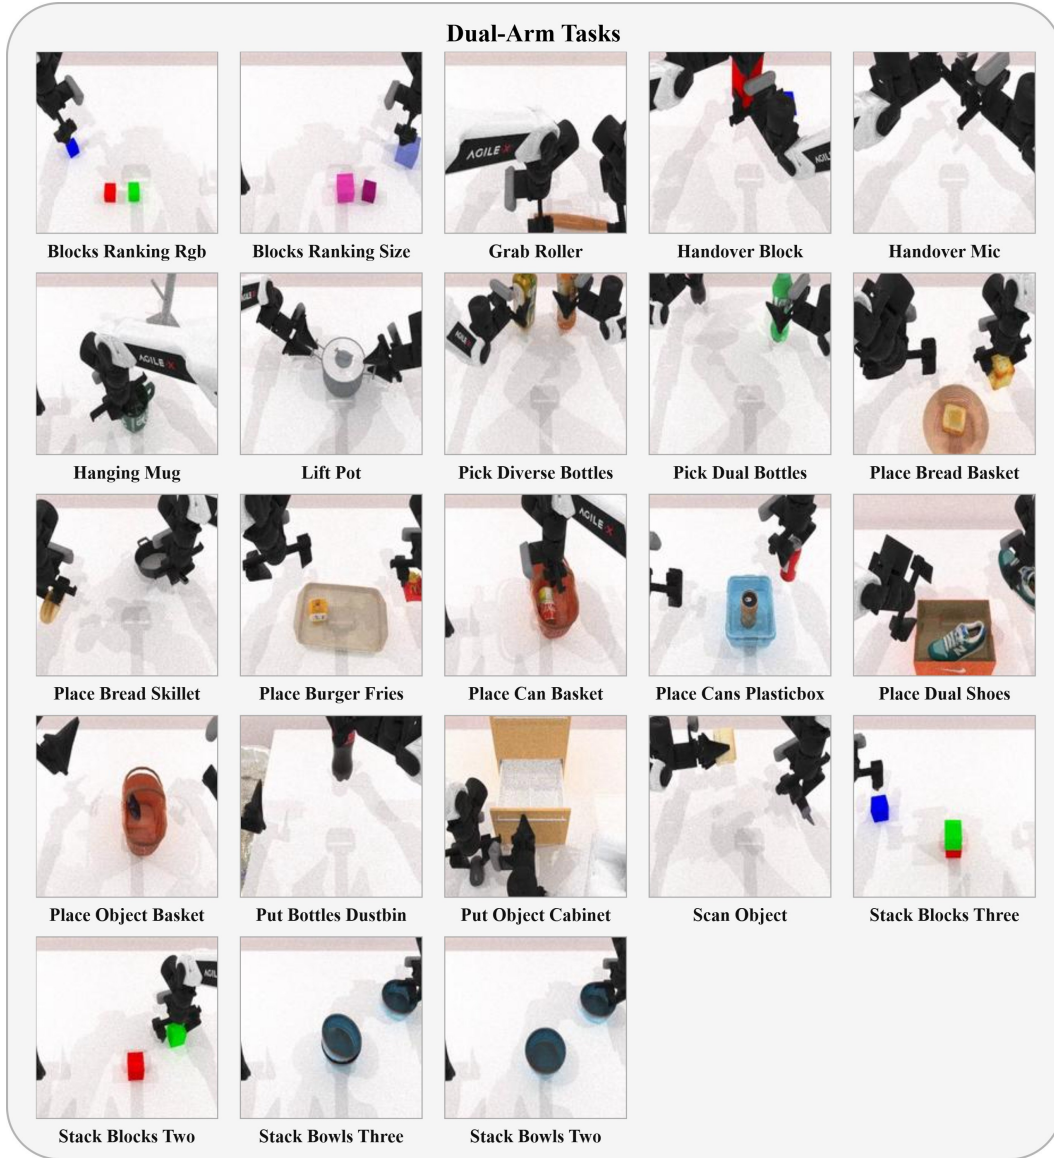 Dual-Arm Tasks
AGILE·X
Blocks Ranking Rgb
Blocks Ranking Size
Grab Roller
Handover Block
Handover Mic
AGILE·X
Hanging Mug
Lift Pot
Pick Diverse Bottles
Pick Dual Bottles
Place Bread Basket
AGILE·X
Place Bread Skillet
Place Burger Fries
Place Can Basket
Place Cans Plasticbox
Place Dual Shoes
Place Object Basket
Put Bottles Dustbin
Put Object Cabinet
Scan Object
Stack Blocks Three
Stack Blocks Two
Stack Bowls Three
Stack Bowls Two